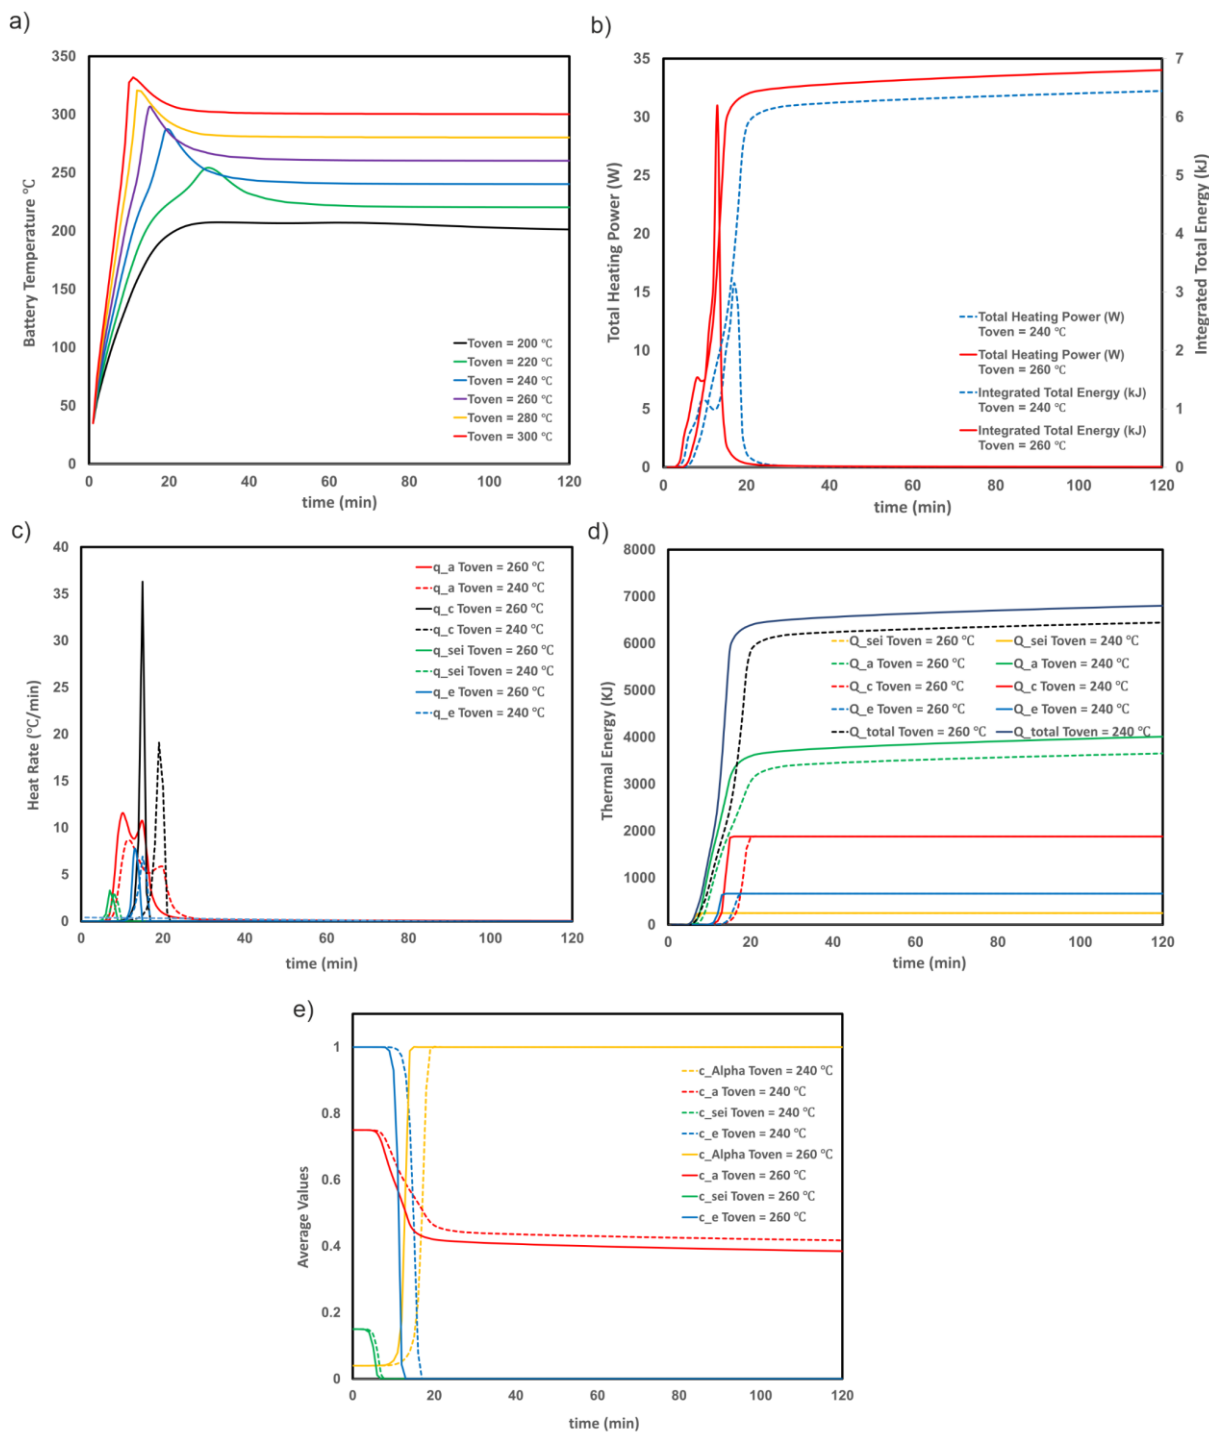 a)
350
300
250
200
150
100
50
0
Battery Temperature ℃
Toven = 200 ℃
Toven = 220 ℃
Toven = 240 ℃
Toven = 260 ℃
Toven = 280 ℃
Toven = 300 ℃
0 20 40 60 80 100 120
time (min)
b)
35
30
25
20
15
10
5
0
Total Heating Power (W)
7
6
5
4
3
2
1
0
Integrated Total Energy (kJ)
Total Heating Power (W)
Toven = 240 ℃
Total Heating Power (W)
Toven = 260 ℃
Integrated Total Energy (kJ)
Toven = 240 ℃
Integrated Total Energy (kJ)
Toven = 260 ℃
0 20 40 60 80 100 120
time (min)
c)
40
35
30
25
20
15
10
5
0
Heat Rate (℃/min)
q_a Toven = 260 ℃
q_a Toven = 240 ℃
q_c Toven = 260 ℃
q_c Toven = 240 ℃
q_sei Toven = 260 ℃
q_sei Toven = 240 ℃
q_e Toven = 260 ℃
q_e Toven = 240 ℃
0 20 40 60 80 100 120
time (min)
d)
8000
7000
6000
5000
4000
3000
2000
1000
0
Thermal Energy (KJ)
Q_sei Toven = 260 ℃ Q_sei Toven = 240 ℃
Q_a Toven = 260 ℃ Q_a Toven = 240 ℃
Q_c Toven = 260 ℃ Q_c Toven = 240 ℃
Q_e Toven = 260 ℃ Q_e Toven = 240 ℃
Q_total Toven = 260 ℃ Q_total Toven = 240 ℃
0 20 40 60 80 100 120
time (min)
e)
1
0.8
0.6
0.4
0.2
0
Average Values
c_Alpha Toven = 240 ℃
c_a Toven = 240 ℃
c_sei Toven = 240 ℃
c_e Toven = 240 ℃
c_Alpha Toven = 260 ℃
c_a Toven = 260 ℃
c_sei Toven = 260 ℃
c_e Toven = 260 ℃
0 20 40 60 80 100 120
time (min)